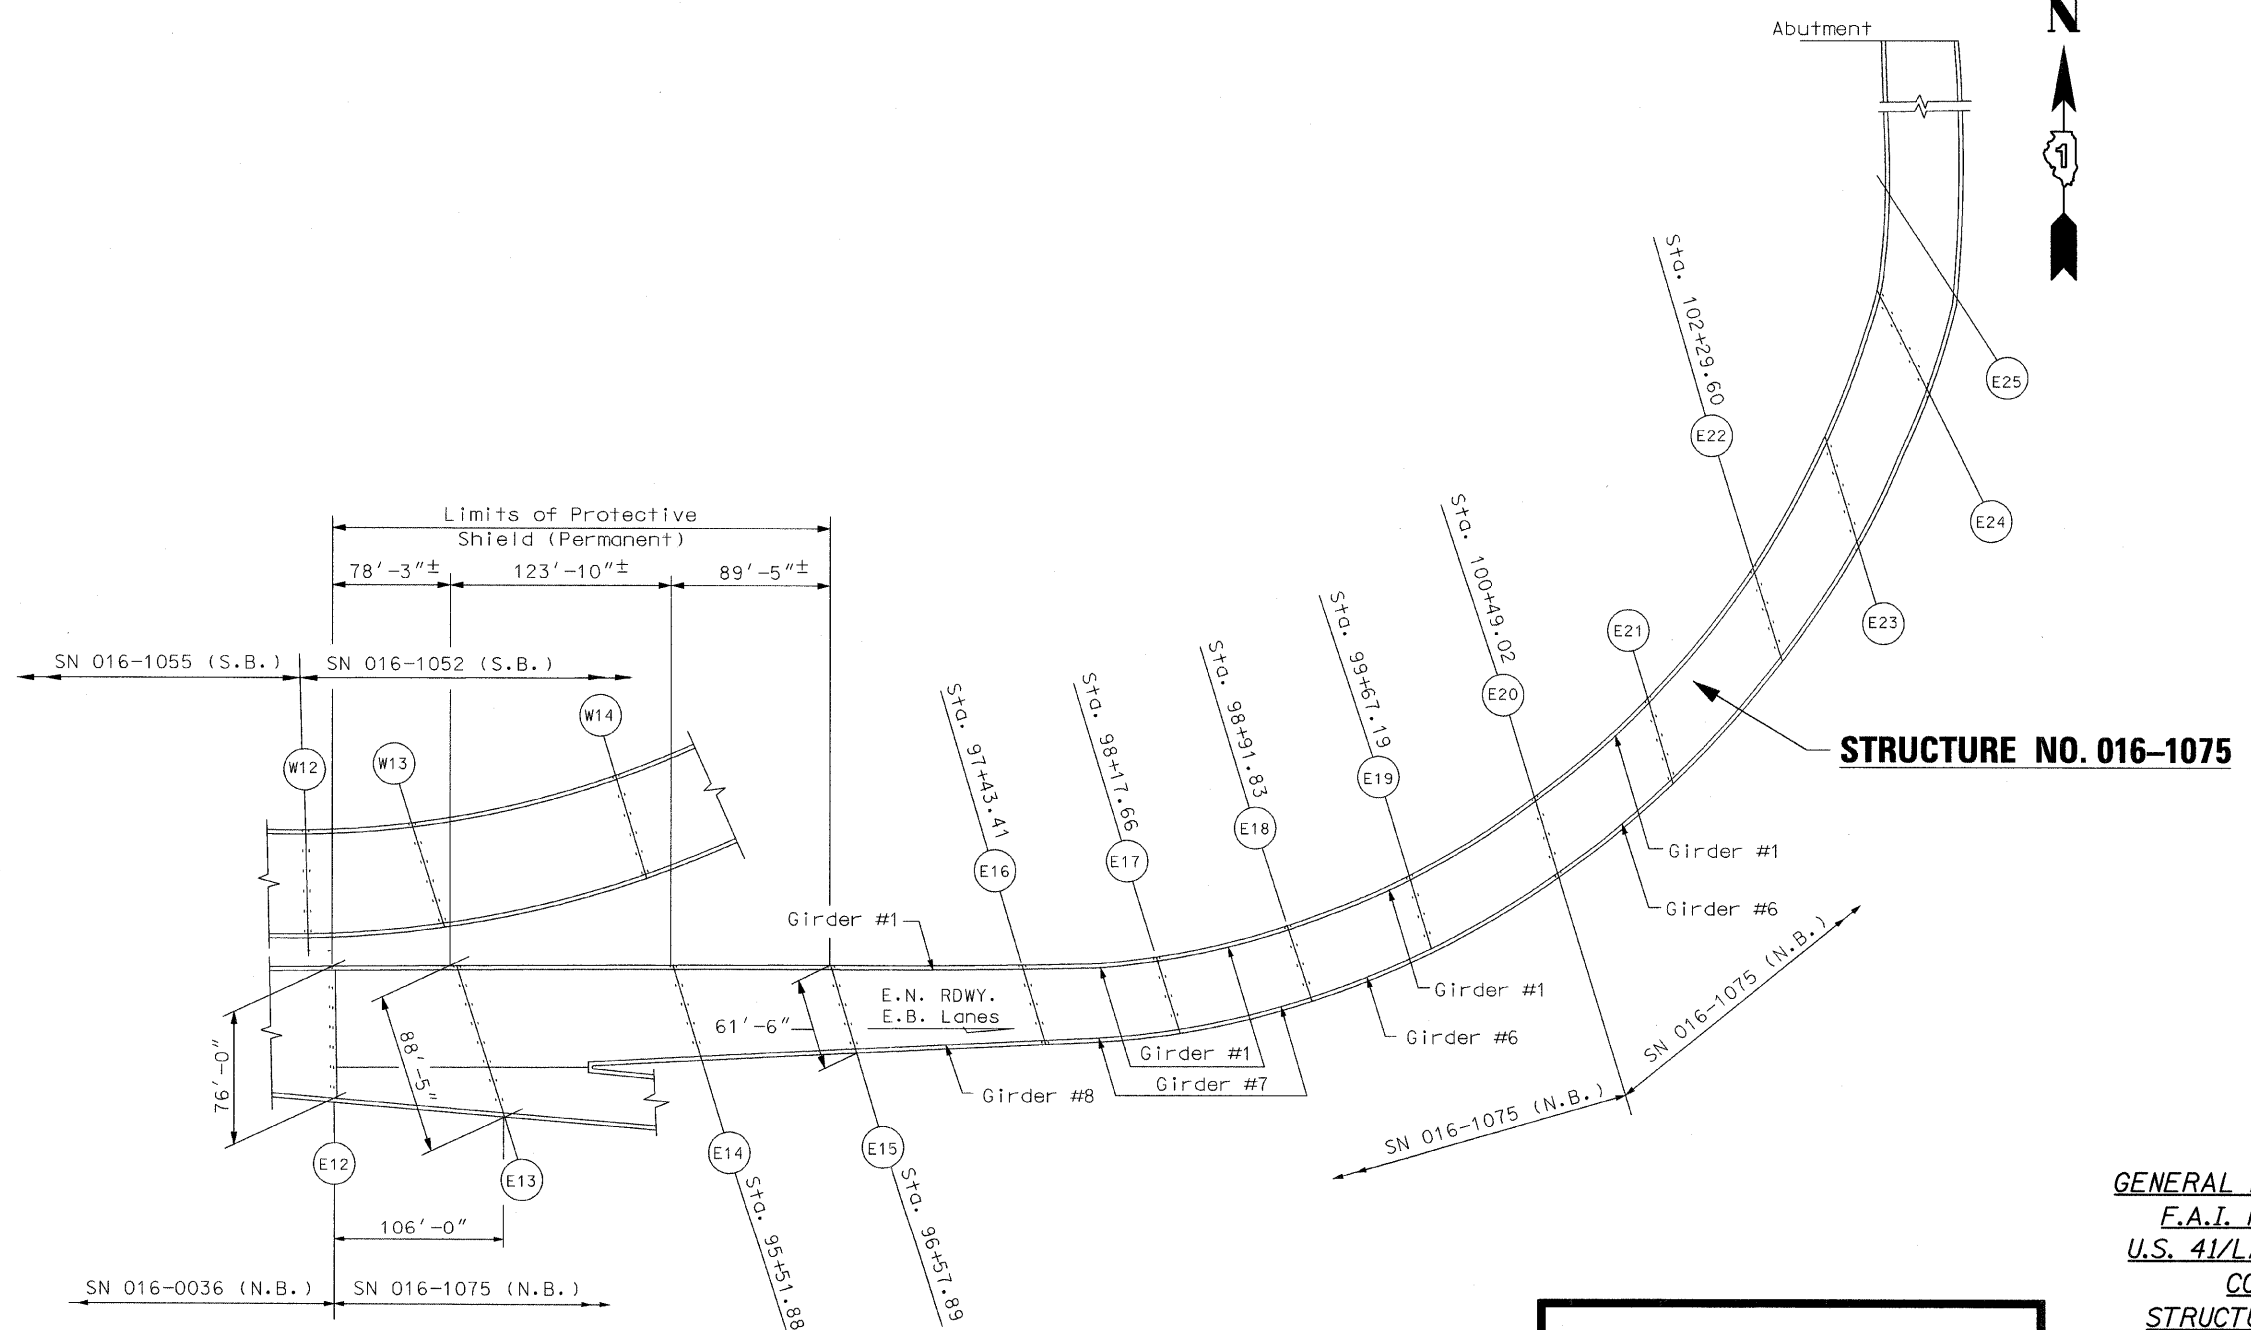 Abutment
N
1
Sta. 102+29.60
E22
E25
E24
E23
Limits of Protective
Shield (Permanent)
78'-3"±
123'-10"±
89'-5"±
Sta. 100+49.02
E20
E21
Sta. 99+67.19
E19
SN 016-1055 (S.B.)
SN 016-1052 (S.B.)
Sta. 98+91.83
E18
Sta. 98+17.66
E17
Sta. 97+43.41
E16
W14
W12
W13
STRUCTURE NO. 016–1075
Girder #1
Girder #6
Girder #1
E.N. RDWY.
E.B. Lanes
61'-6"
Girder #1
Girder #6
Girder #1
Girder #7
Girder #8
76'-0"
88'-5"
SN 016-1075 (N.B.)
SN 016-1075 (N.B.)
E12
E13
E14
E15
Sta. 95+51.88
Sta. 96+57.89
106'-0"
SN 016-0036 (N.B.)
SN 016-1075 (N.B.)
GENERAL
F.A.I.
U.S. 41/L
CO
STRUCTU